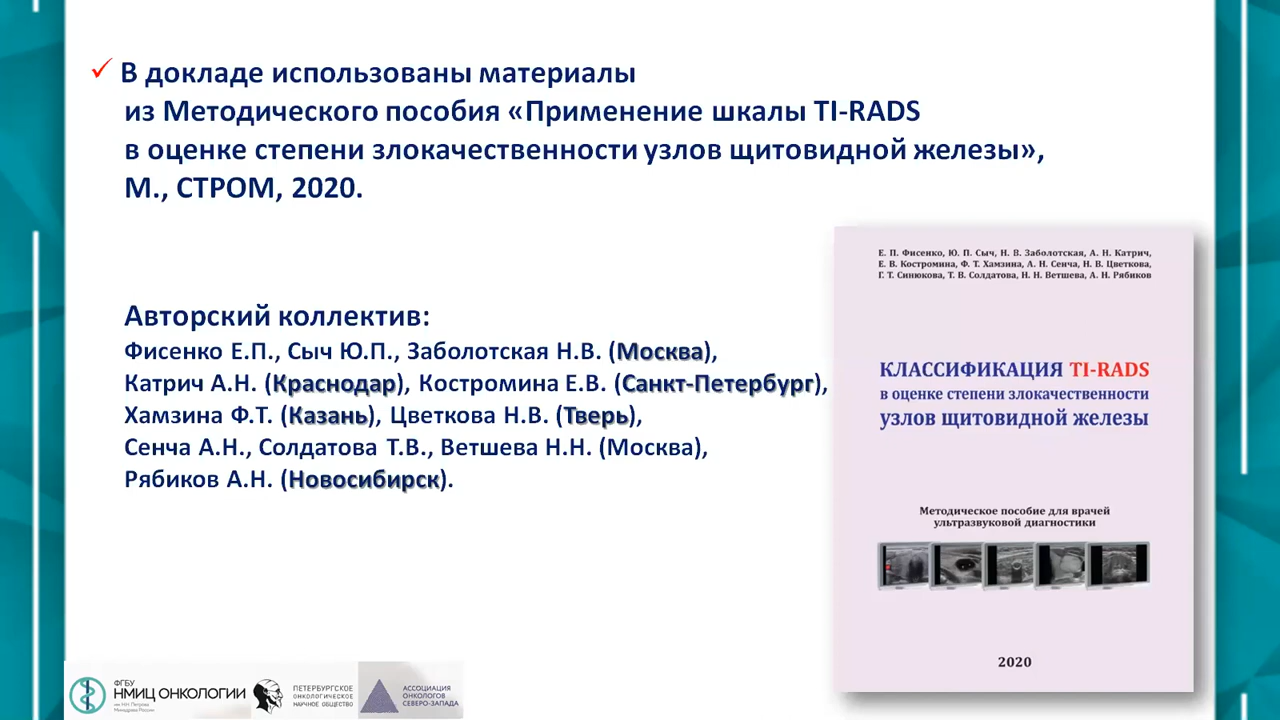 В докладе использованы материалы
из Методического пособия «Применение шкалы TI-RADS
в оценке степени злокачественности узлов щитовидной железы»,
М., СТРОМ, 2020.
Авторский коллектив:
Фисенко Е.П., Сыч Ю.П., Заболотская Н.В. (Москва),
Катрич А.Н. (Краснодар), Костромина Е.В. (Санкт-Петербург),
Хамзина Ф.Т. (Казань), Цветкова Н.В. (Тверь),
Сенча А.Н., Солдатова Т.В., Ветшева Н.Н. (Москва),
Рябиков А.Н. (Новосибирск).
Е. П. Фисенко, Ю. П. Сыч, Н. В. Заболотская, А. Н. Катрич,
Е. В. Костромина, Ф. Т. Хамзина, А. Н. Сенча, Н. В. Цветкова,
Г. Т. Синюкова, Т. В. Солдатова, Н. Н. Ветшева, А. Н. Рябиков
КЛАССИФИКАЦИЯ TI-RADS
в оценке степени злокачественности
узлов щитовидной железы
Методическое пособие для врачей
ультразвуковой диагностики
2020
ФГБУ
НМИЦ ОНКОЛОГИИ
им. Н.Н. Петрова
Минздрава России
ПЕТЕРБУРГСКОЕ
ОНКОЛОГИЧЕСКОЕ
НАУЧНОЕ ОБЩЕСТВО
АССОЦИАЦИЯ
ОНКОЛОГОВ
СЕВЕРО-ЗАПАДА